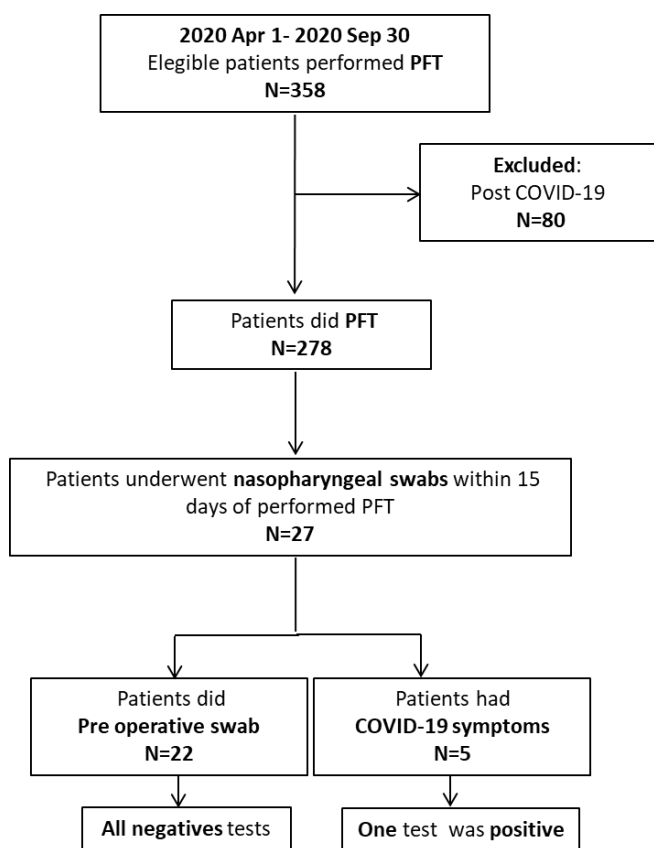 2020 Apr 1- 2020 Sep 30
Elegible patients performed PFT
N=358
Excluded:
Post COVID-19
N=80
Patients did PFT
N=278
Patients underwent nasopharyngeal swabs within 15
days of performed PFT
N=27
Patients did
Pre operative swab
N=22
Patients had
COVID-19 symptoms
N=5
All negatives tests
One test was positive